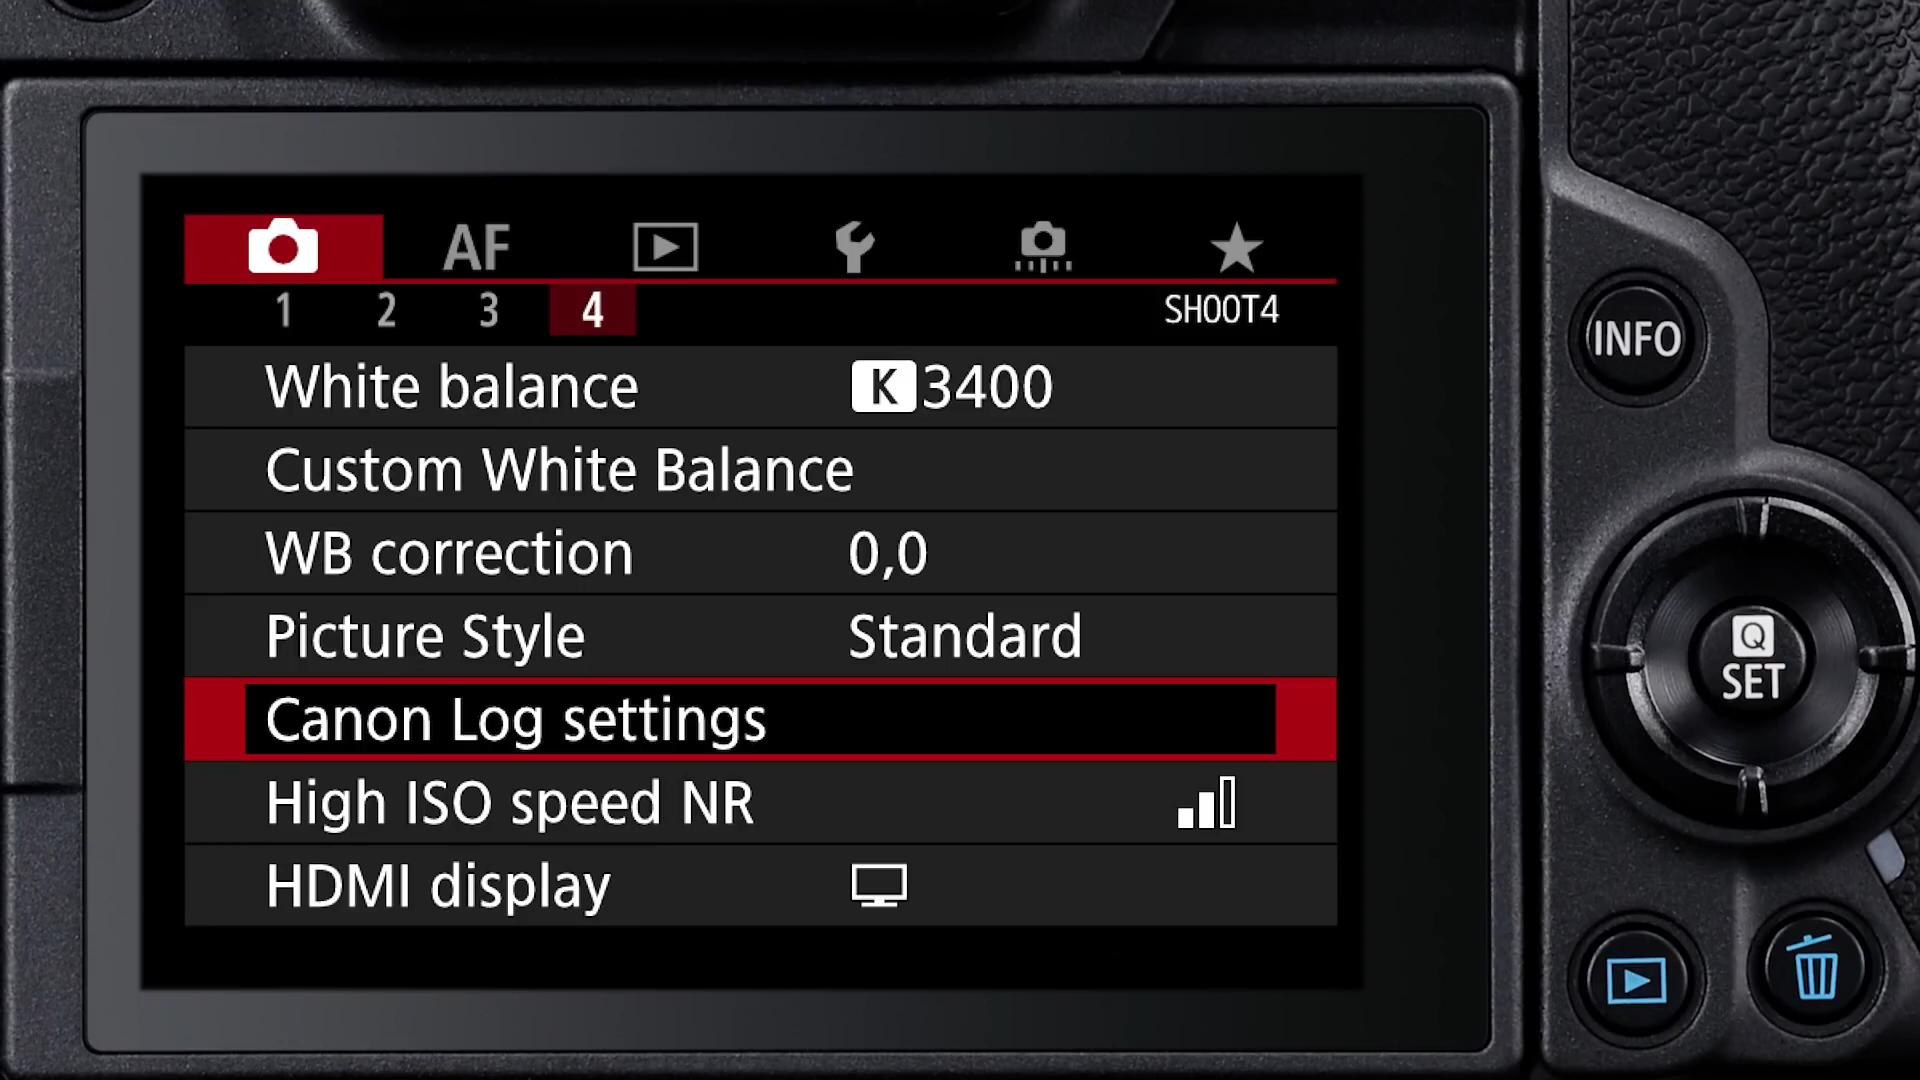 AF
1 2 3 4 SHOOT4
White balance K 3400
Custom White Balance
WB correction 0,0
Picture Style Standard
Canon Log settings
High ISO speed NR
HDMI display
INFO
Q
SET